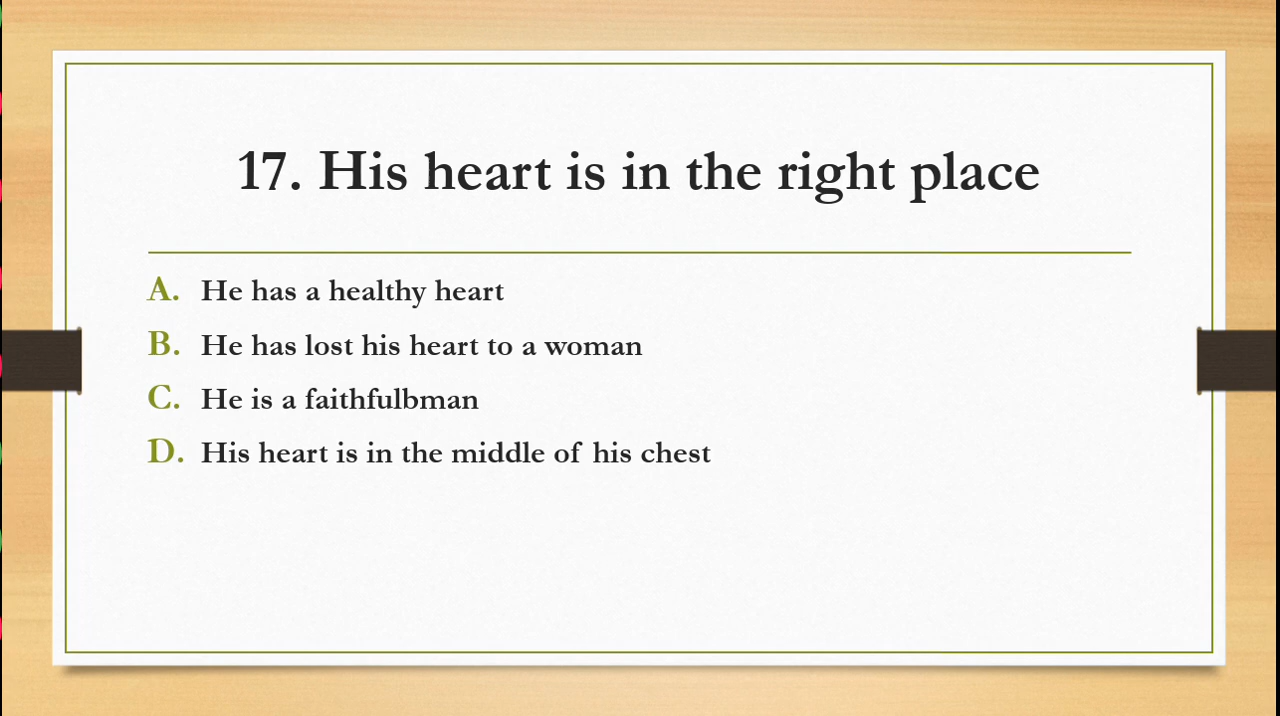 17. His heart is in the right place
A. He has a healthy heart
B. He has lost his heart to a woman
C. He is a faithfulbman
D. His heart is in the middle of his chest